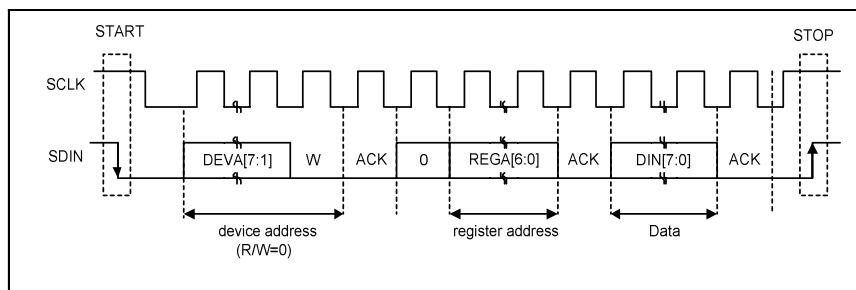 START
STOP
SCLK
SDIN
DEVA[7:1] W ACK 0 REGA[6:0] ACK DIN[7:0] ACK
device address
(R/W=0)
register address
Data